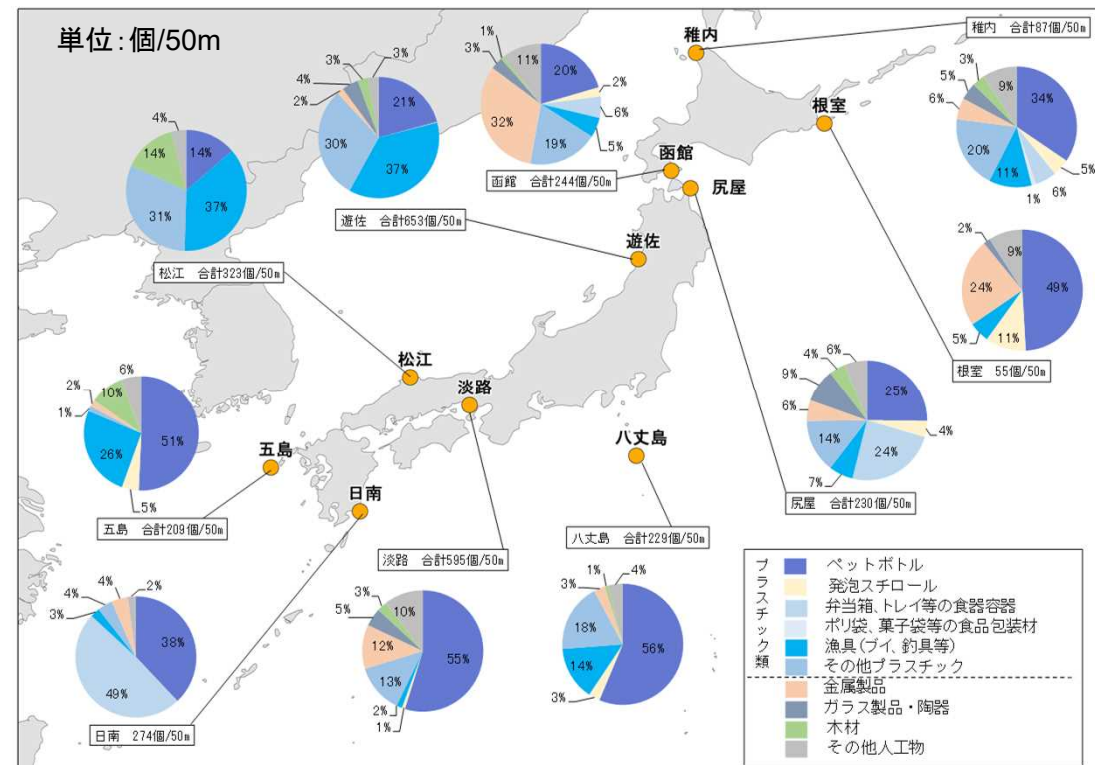 単位：個/50m
稚内　合計87個/50m
34%
5%
6%
1%
11%
20%
6%
5%
3%
9%
稚内
根室
函館
尻屋
遊佐
松江
淡路
五島
日南
八丈島
函館　合計244個/50m
20%
2%
6%
5%
19%
32%
3%
1%
11%
遊佐　合計653個/50m
21%
37%
30%
2%
4%
3%
3%
松江　合計323個/50m
14%
37%
31%
14%
4%
根室　55個/50m
49%
11%
5%
24%
2%
9%
尻屋　合計230個/50m
25%
4%
24%
7%
14%
6%
9%
4%
6%
五島　合計209個/50m
51%
5%
26%
1%
2%
10%
6%
日南　274個/50m
38%
49%
3%
4%
4%
2%
淡路　合計595個/50m
55%
1%
2%
13%
12%
5%
3%
10%
八丈島　合計229個/50m
56%
3%
14%
18%
3%
1%
4%
プラスチック類
ペットボトル
発泡スチロール
弁当箱、トレイ等の食器容器
ポリ袋、菓子袋等の食品包装材
漁具(ブイ、釣具等)
その他プラスチック
金属製品
ガラス製品・陶器
木材
その他人工物